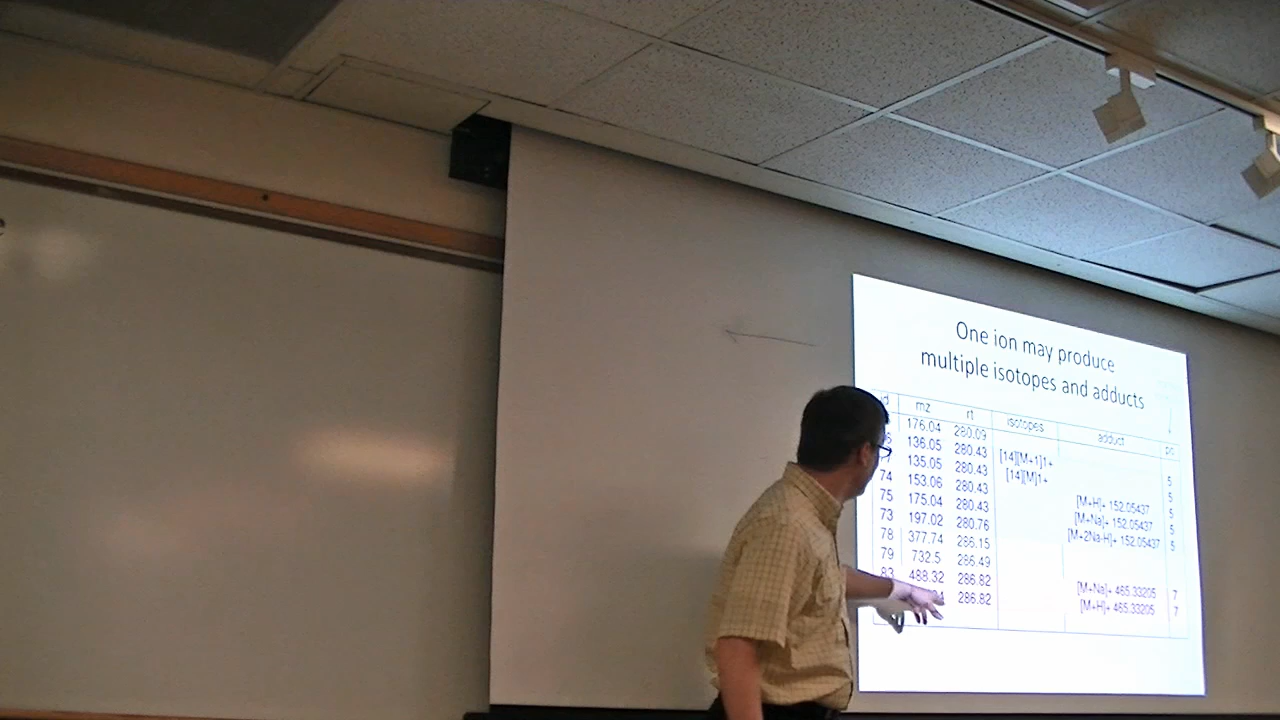 One ion may produce
multiple isotopes and adducts
mz rt isotopes adduct
176.04 280.09
136.05 280.43 [14][M+1]1+
135.05 280.43 [14][M]1+ 5
74 153.06 280.43 [M+H]+ 152.05437 5
75 175.04 280.43 [M+Na]+ 152.05437 5
73 197.02 280.76 [M+2Na-H]+ 152.05437 5
78 377.74 286.15
79 732.5 286.49
83 488.32 286.82 [M+Na]+ 465.33205 7
286.82 [M+H]+ 465.33205 7